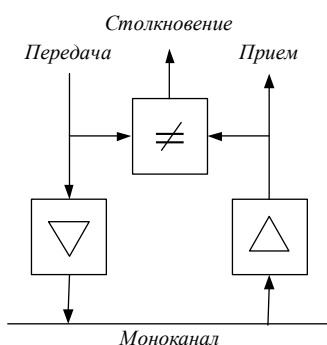 Столкновение
Передача
Прием
≠
Моноканал